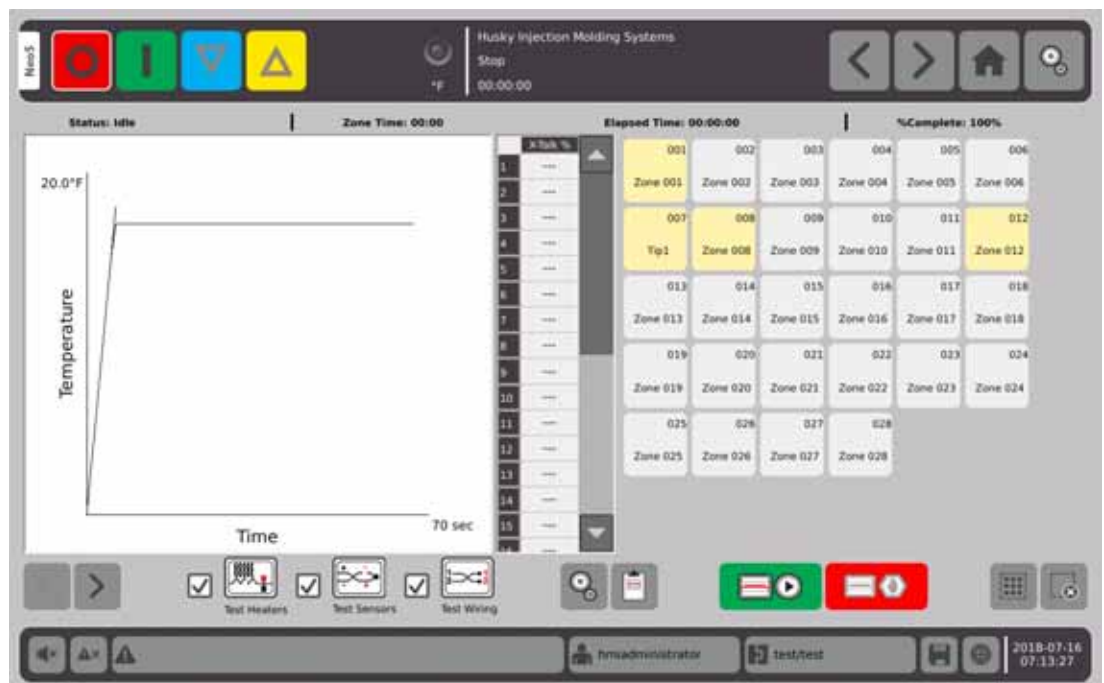 Neo5
Husky Injection Molding Systems
Stop
°F
00:00:00
Status: Idle
Zone Time: 00:00
Elapsed Time: 00:00:00
%Complete: 100%
X-Talk %
1 ---
2 ---
3 ---
4 ---
5 ---
6 ---
7 ---
8 ---
9 ---
10 ---
11 ---
12 ---
13 ---
14 ---
15 ---
20.0°F
Temperature
Time
70 sec
001 002 003 004 005 006
Zone 001 Zone 002 Zone 003 Zone 004 Zone 005 Zone 006
007 008 009 010 011 012
Tip1 Zone 008 Zone 009 Zone 010 Zone 011 Zone 012
013 014 015 016 017 018
Zone 013 Zone 014 Zone 015 Zone 016 Zone 017 Zone 018
019 020 021 022 023 024
Zone 019 Zone 020 Zone 021 Zone 022 Zone 023 Zone 024
025 026 027 028
Zone 025 Zone 026 Zone 027 Zone 028
Test Heaters
Test Sensors
Test Wiring
hmsadministrator
test/test
2018-07-16
07:13:27